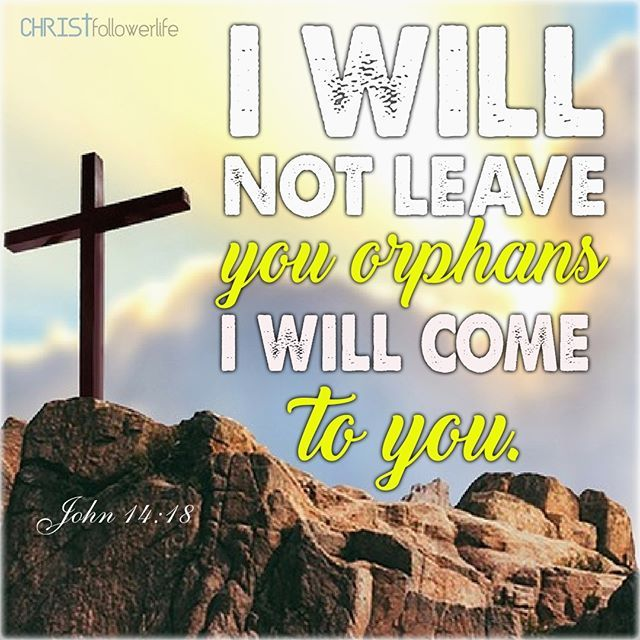 CHRISTfollowerlife
I WILL
NOT LEAVE
you orphans
I WILL COME
to you.
John 14:18